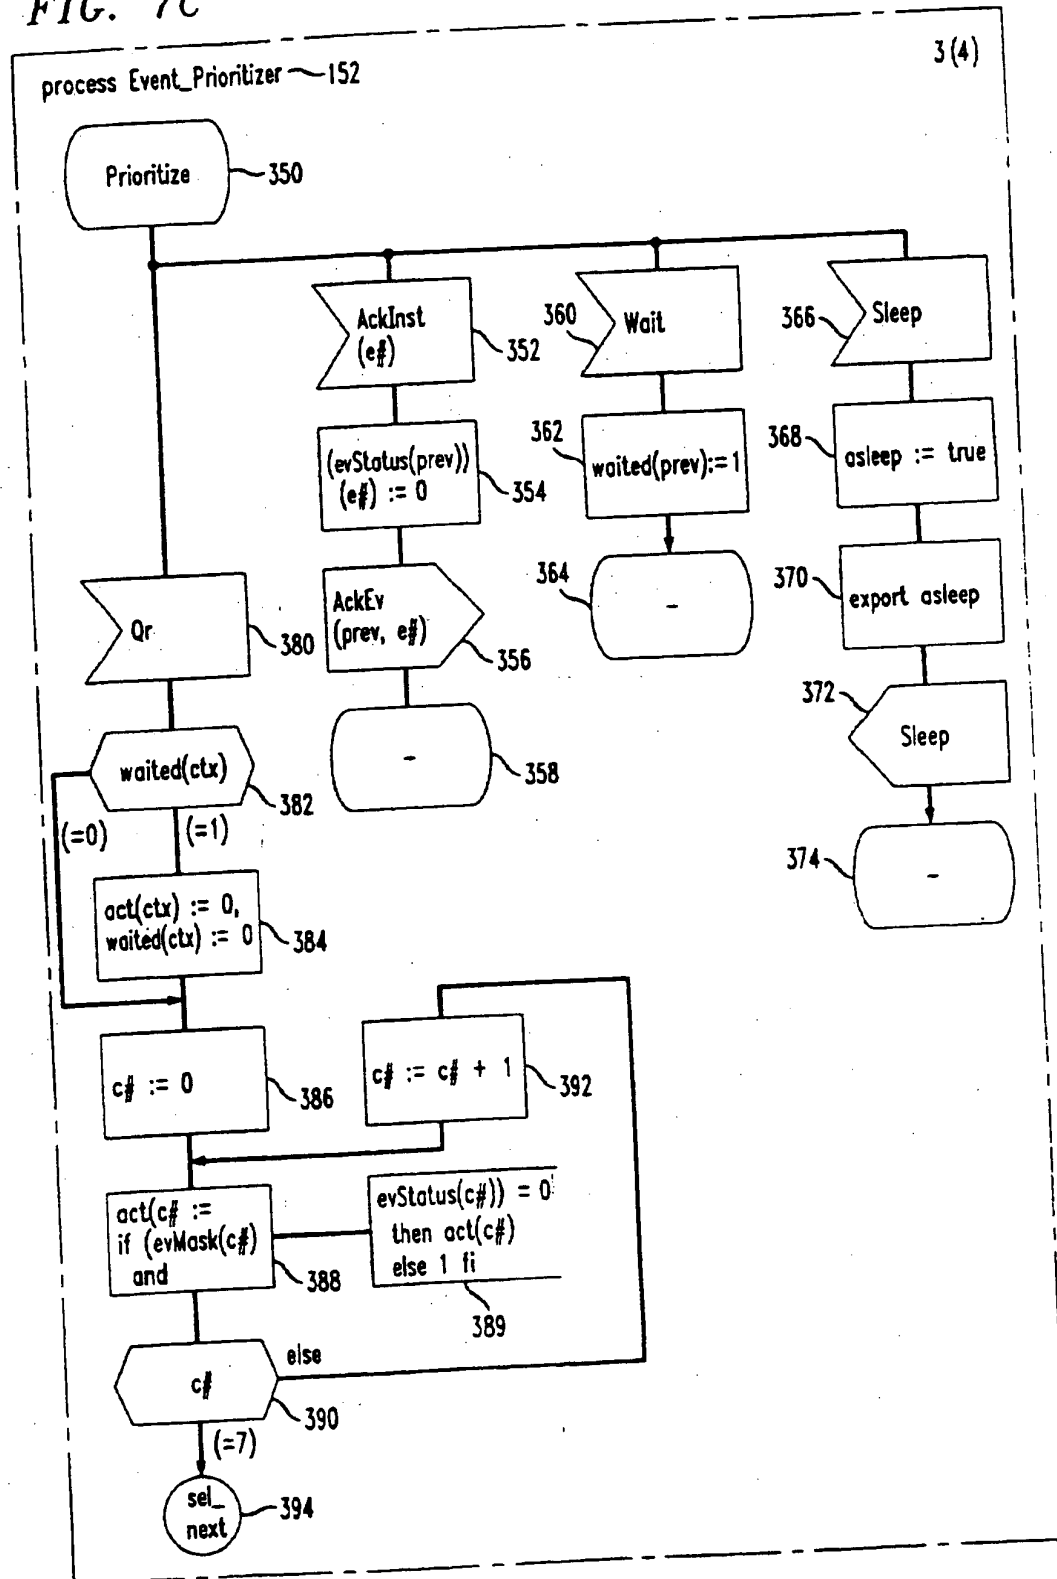 FIG. 7C
3(4)
process Event_Prioritizer 152
Prioritize
350
AckInst
(e#)
352
360
Wait
366
Sleep
(evStatus(prev))
(e#) := 0
354
362
waited(prev):=1
368
asleep := true
AckEv
(prev, e#)
356
364
-
370
export asleep
Qr
380
372
Sleep
-
358
waited(ctx)
382
(=0)
(=1)
374
-
act(ctx) := 0,
waited(ctx) := 0
384
c# := 0
386
c# := c# + 1
392
act(c# :=
if (evMask(c#)
and
388
evStatus(c#)) = 0
then act(c#)
else 1 fi
389
else
c#
390
(=7)
sel_
next
394